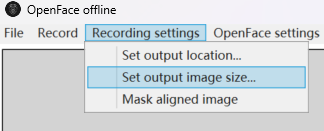 OpenFace offline
File Record Recording settings OpenFace settings
Set output location...
Set output image size...
Mask aligned image